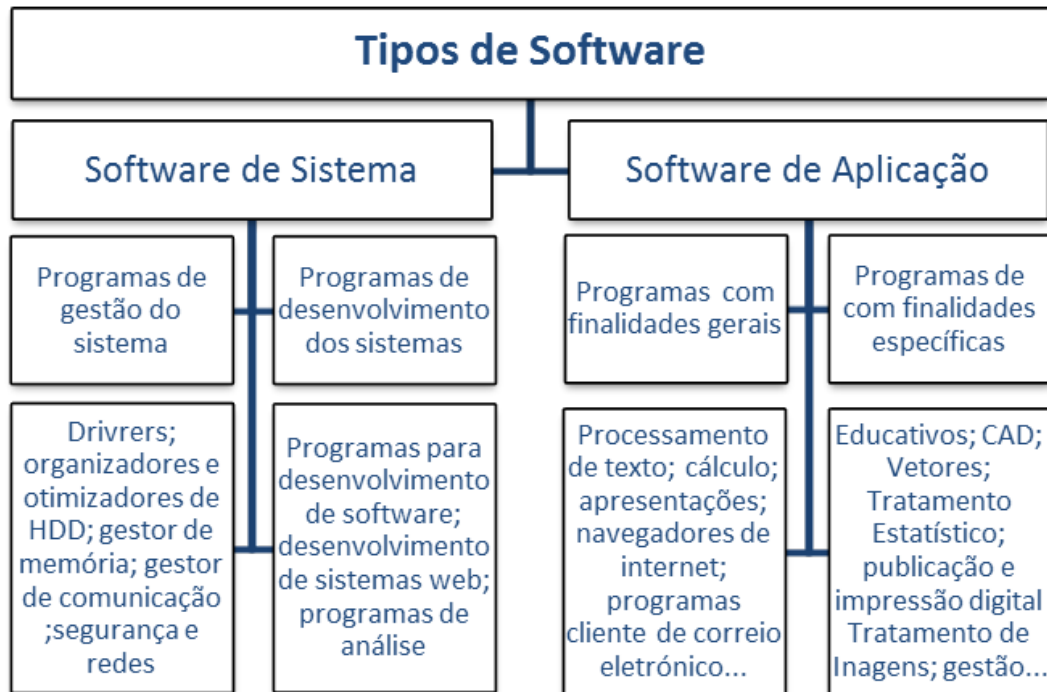 Tipos de Software
Software de Sistema
Software de Aplicação
Programas de
gestão do
sistema
Programas de
desenvolvimento
dos sistemas
Programas com
finalidades gerais
Programas de
com finalidades
específicas
Drivrers;
organizadores e
otimizadores de
HDD; gestor de
memória; gestor
de comunicação
;segurança e
redes
Programas para
desenvolvimento
de software;
desenvolvimento
de sistemas web;
programas de
análise
Processamento
de texto; cálculo;
apresentações;
navegadores de
internet;
programas
cliente de correio
eletrónico...
Educativos; CAD;
Vetores;
Tratamento
Estatístico;
publicação e
impressão digital
Tratamento de
Inagens; gestão...